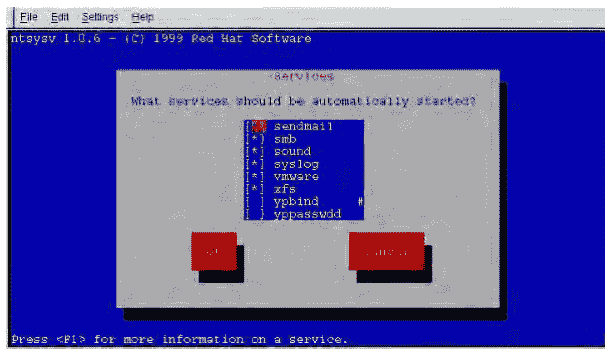 File Edit Settings Help
ntsysv 1.0.6 - (C) 1999 Red Hat Software
Services
What services should be automatically started?
[*] sendmail
[*] smb
[*] sound
[*] syslog
[*] vmware
[*] xfs
[ ] ypbind #
[ ] yppasswdd
Press <F1> for more information on a service.